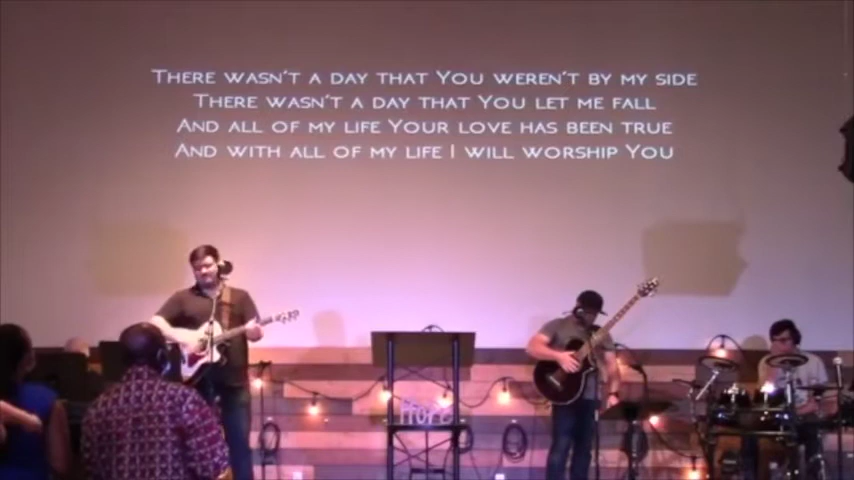 There wasn't a day that You weren't by my side
There wasn't a day that You let me fall
And all of my life Your love has been true
And with all of my life I will worship You
Hope